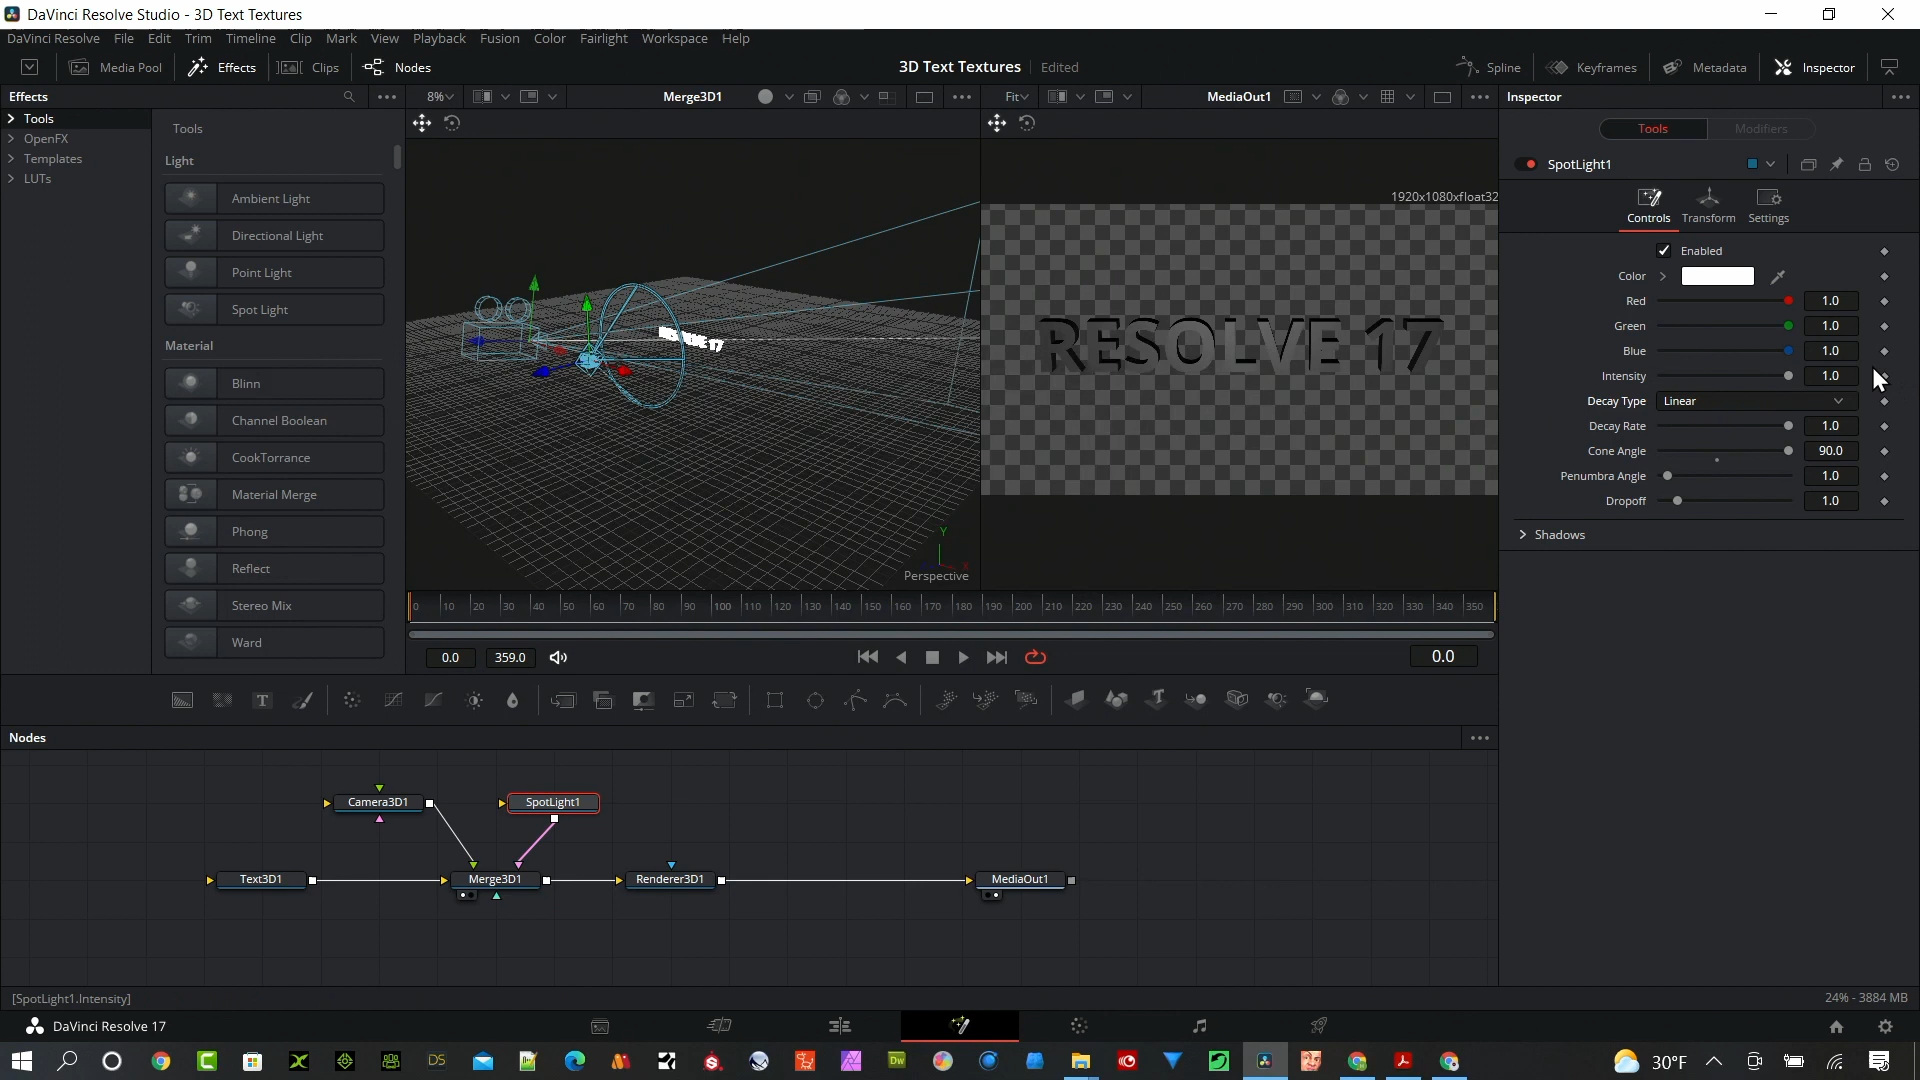 DaVinci Resolve Studio - 3D Text Textures
DaVinci Resolve File Edit Trim Timeline Clip Mark View Playback Fusion Color Fairlight Workspace Help
Media Pool Effects Clips Nodes 3D Text Textures Edited Spline Keyframes Metadata Inspector
Effects 8% Merge3D1 Fit MediaOut1 Inspector
Tools
OpenFX
Templates
LUTs
Tools
Light
Ambient Light
Directional Light
Point Light
Spot Light
Material
Blinn
Channel Boolean
CookTorrance
Material Merge
Phong
Reflect
Stereo Mix
Ward
RESOLVE 17
Y
X
Perspective
1920x1080xfloat32
RESOLVE 17
Tools Modifiers
SpotLight1
Controls Transform Settings
Enabled
Color
Red 1.0
Green 1.0
Blue 1.0
Intensity 1.0
Decay Type Linear
Decay Rate 1.0
Cone Angle 90.0
Penumbra Angle 1.0
Dropoff 1.0
Shadows
0 10 20 30 40 50 60 70 80 90 100 110 120 130 140 150 160 170 180 190 200 210 220 230 240 250 260 270 280 290 300 310 320 330 340 350
0.0 359.0 0.0
T
Nodes
Camera3D1 SpotLight1
Text3D1 Merge3D1 Renderer3D1 MediaOut1
[SpotLight1.Intensity] 24% - 3884 MB
DaVinci Resolve 17
DS Dw 30°F